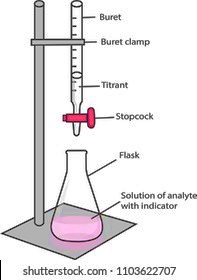 Buret
Buret clamp
Titrant
Stopcock
Flask
Solution of analyte
with indicator
shutterstock.com · 1103622707